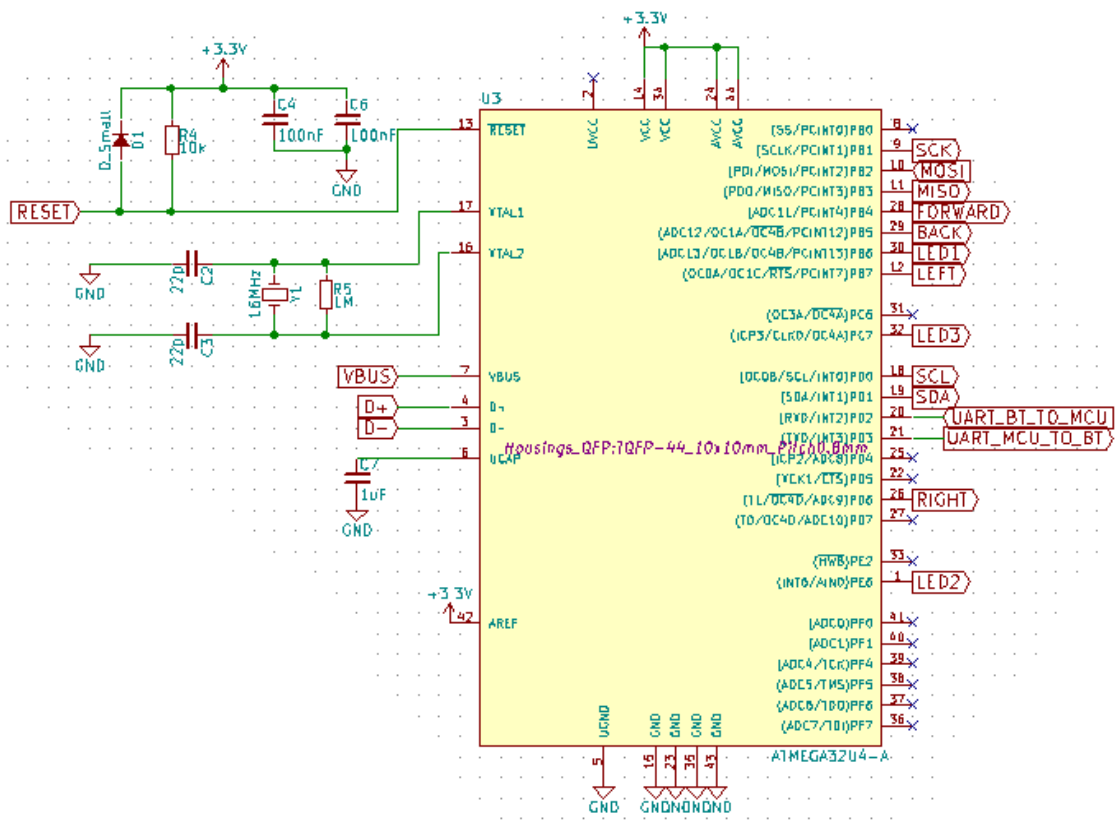 +3.3V
+3.3V
D_Small
D1
R4
10k
C4
100nF
C6
100nF
GND
RESET
GND
22p
C2
16MHz
Y1
R5
1M
GND
22p
C3
VBUS
D+
D-
C7
1uF
GND
+3.3V
U3
2
14
34
24
44
UVCC
VCC
VCC
AVCC
AVCC
13 RESET
17 XTAL1
16 XTAL2
7 VBUS
4 D+
3 D-
6 UCAP
42 AREF
Housings_QFP:TQFP-44_10x10mm_Pitch0.8mm
(SS/PCINT0)PB0 8
(SCLK/PCINT1)PB1 9 SCK
(PDI/MOSI/PCINT2)PB2 10 MOSI
(PDO/MISO/PCINT3)PB3 11 MISO
(ADC11/PCINT4)PB4 28 FORWARD
(ADC12/OC1A/OC4B/PCINT12)PB5 29 BACK
(ADC13/OC1B/OC4B/PCINT13)PB6 30 LED1
(OC0A/OC1C/RTS/PCINT7)PB7 12 LEFT
(OC3A/OC4A)PC6 31
(ICP3/CLKO/OC4A)PC7 32 LED3
(OC0B/SCL/INT0)PD0 18 SCL
(SDA/INT1)PD1 19 SDA
(RXD/INT2)PD2 20 UART_BT_TO_MCU
(TXD/INT3)PD3 21 UART_MCU_TO_BT
(ICP2/ADC8)PD4 25
(XCK1/CTS)PD5 22
(T1/OC4D/ADC9)PD6 26 RIGHT
(T0/OC4D/ADC10)PD7 27
(HWB)PE2 33
(INT6/AIN0)PE6 1 LED2
(ADC0)PF0 41
(ADC1)PF1 40
(ADC4/TCK)PF4 39
(ADC5/TMS)PF5 38
(ADC6/TDO)PF6 37
(ADC7/TDI)PF7 36
UGND
GND
GND
GND
GND
ATMEGA32U4-A
5
15
23
35
43
GND
GND
GND
GND
GND